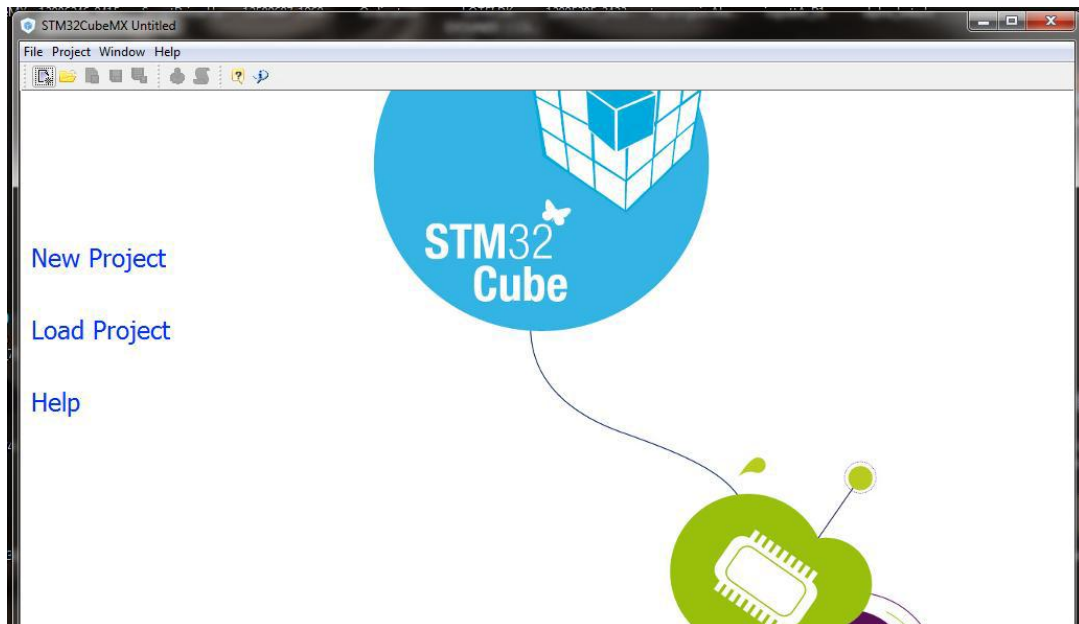 STM32CubeMX Untitled
File Project Window Help
STM32
Cube
New Project
Load Project
Help